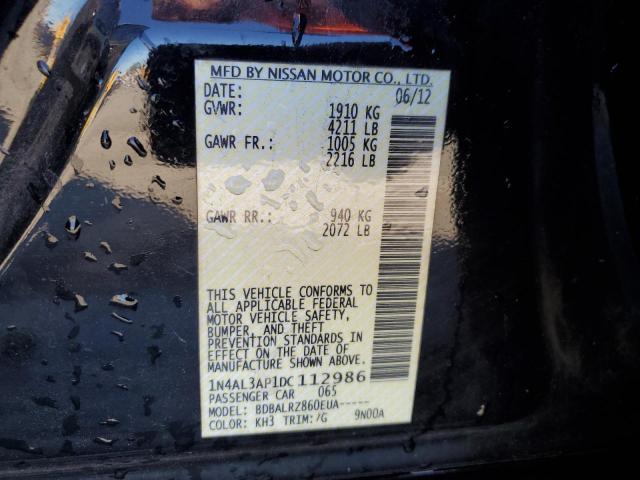 MFD BY NISSAN MOTOR CO., LTD.
DATE: 06/12
GVWR: 1910 KG
4211 LB
GAWR FR.: 1005 KG
2216 LB
GAWR RR.: 940 KG
2072 LB
THIS VEHICLE CONFORMS TO
ALL APPLICABLE FEDERAL
MOTOR VEHICLE SAFETY,
BUMPER, AND THEFT
PREVENTION STANDARDS IN
EFFECT ON THE DATE OF
MANUFACTURE SHOWN ABOVE.
1N4AL3AP1DC112986
PASSENGER CAR 065
MODEL: BDBALRZ860EUA-----
COLOR: KH3 TRIM:/G 9N00A